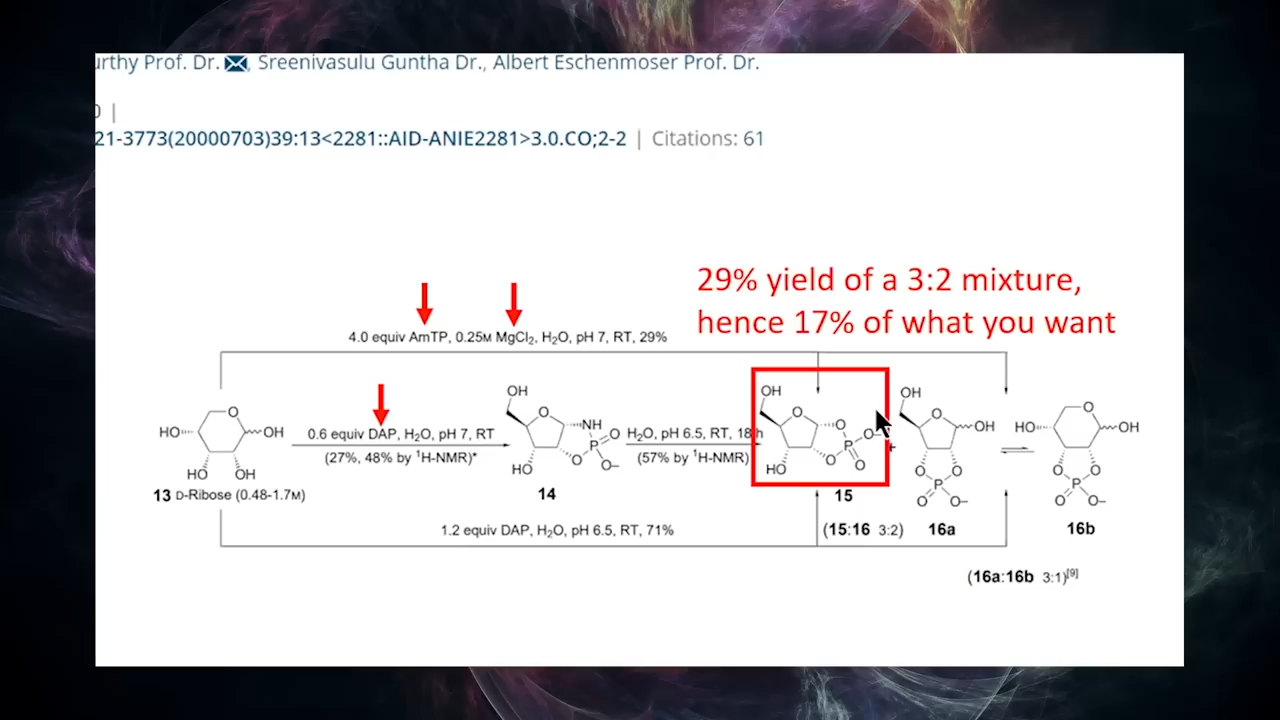 urthy Prof. Dr. Sreenivasulu Guntha Dr., Albert Eschenmoser Prof. Dr.
0 |
21-3773(20000703)39:13<2281::AID-ANIE2281>3.0.CO;2-2 | Citations: 61
29% yield of a 3:2 mixture,
hence 17% of what you want
4.0 equiv AmTP, 0.25M MgCl₂, H₂O, pH 7, RT, 29%
HO O OH
HO OH
13 D-Ribose (0.48-1.7M)
0.6 equiv DAP, H₂O, pH 7, RT
(27%, 48% by ¹H-NMR)*
OH
O NH
HO O P O
O–
14
H₂O, pH 6.5, RT, 18h
(57% by ¹H-NMR)
OH
O O O–
HO O P
O
15
+
OH
O OH
O O
P
O O–
16a
O
HO OH
O O
P
O O–
16b
1.2 equiv DAP, H₂O, pH 6.5, RT, 71%
(15:16 3:2)
(16a:16b 3:1)[9]